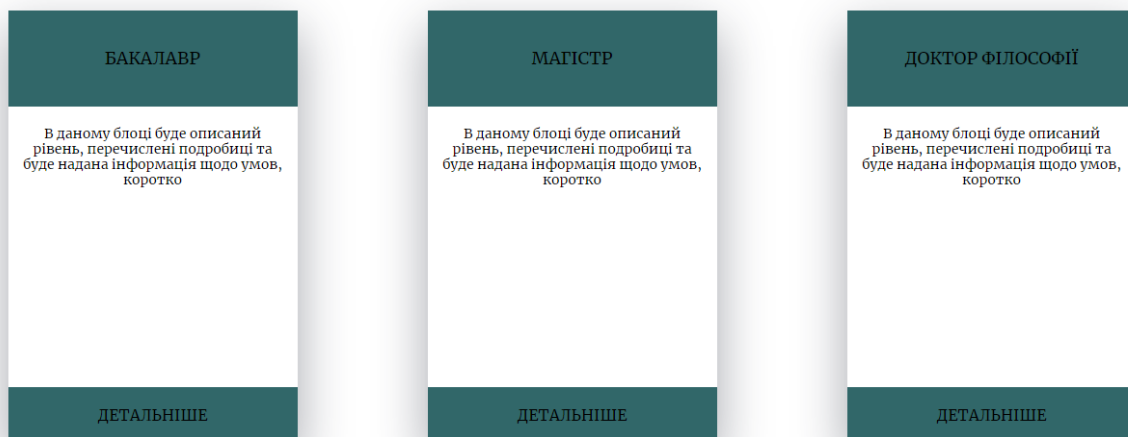 БАКАЛАВР
В даному блоці буде описаний
рівень, перечислені подробиці та
буде надана інформація щодо умов,
коротко
ДЕТАЛЬНІШЕ
МАГІСТР
В даному блоці буде описаний
рівень, перечислені подробиці та
буде надана інформація щодо умов,
коротко
ДЕТАЛЬНІШЕ
ДОКТОР ФІЛОСОФІЇ
В даному блоці буде описаний
рівень, перечислені подробиці та
буде надана інформація щодо умов,
коротко
ДЕТАЛЬНІШЕ